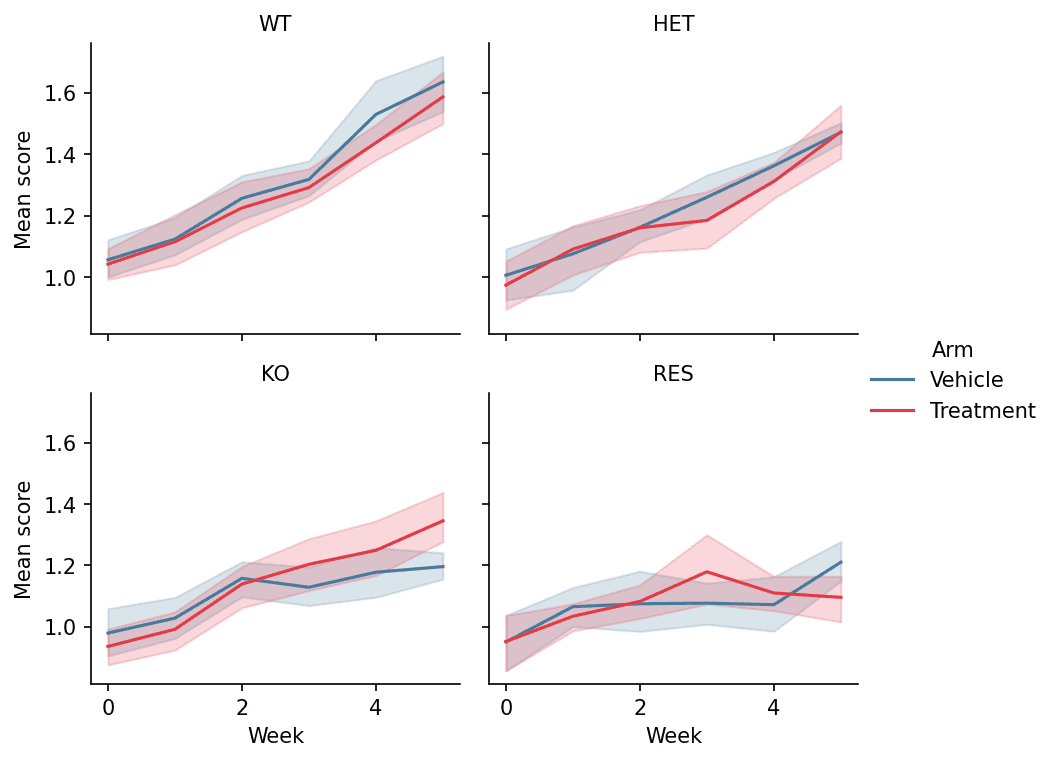 WT
HET
Mean score
1.6
1.4
1.2
1.0
KO
RES
Mean score
1.6
1.4
1.2
1.0
0
2
4
0
2
4
Week
Week
Arm
Vehicle
Treatment